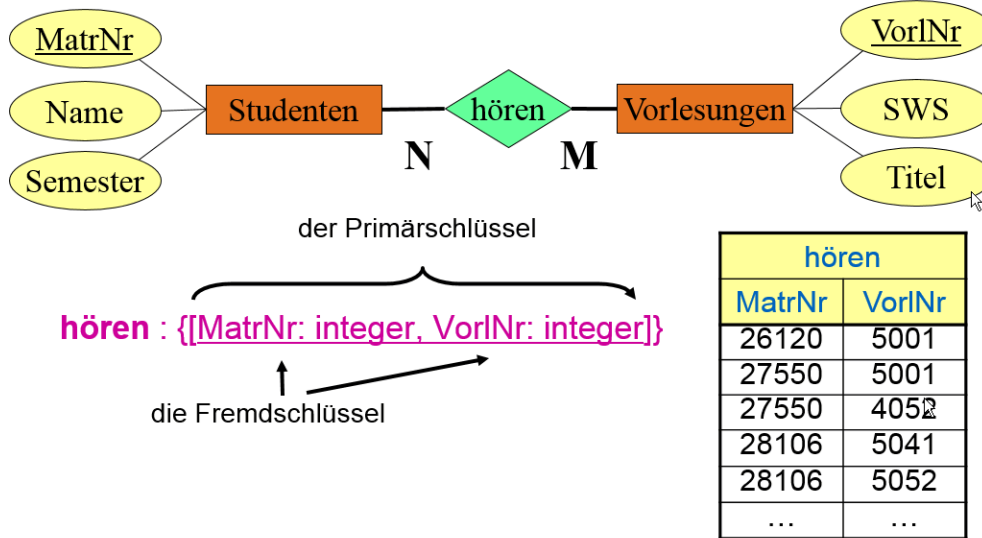 MatrNr
Name
Semester
Studenten
hören
Vorlesungen
N
M
VorlNr
SWS
Titel
der Primärschlüssel
hören : {[MatrNr: integer, VorlNr: integer]}
die Fremdschlüssel
hören
MatrNr VorlNr
26120 5001
27550 5001
27550 4052
28106 5041
28106 5052
... ...